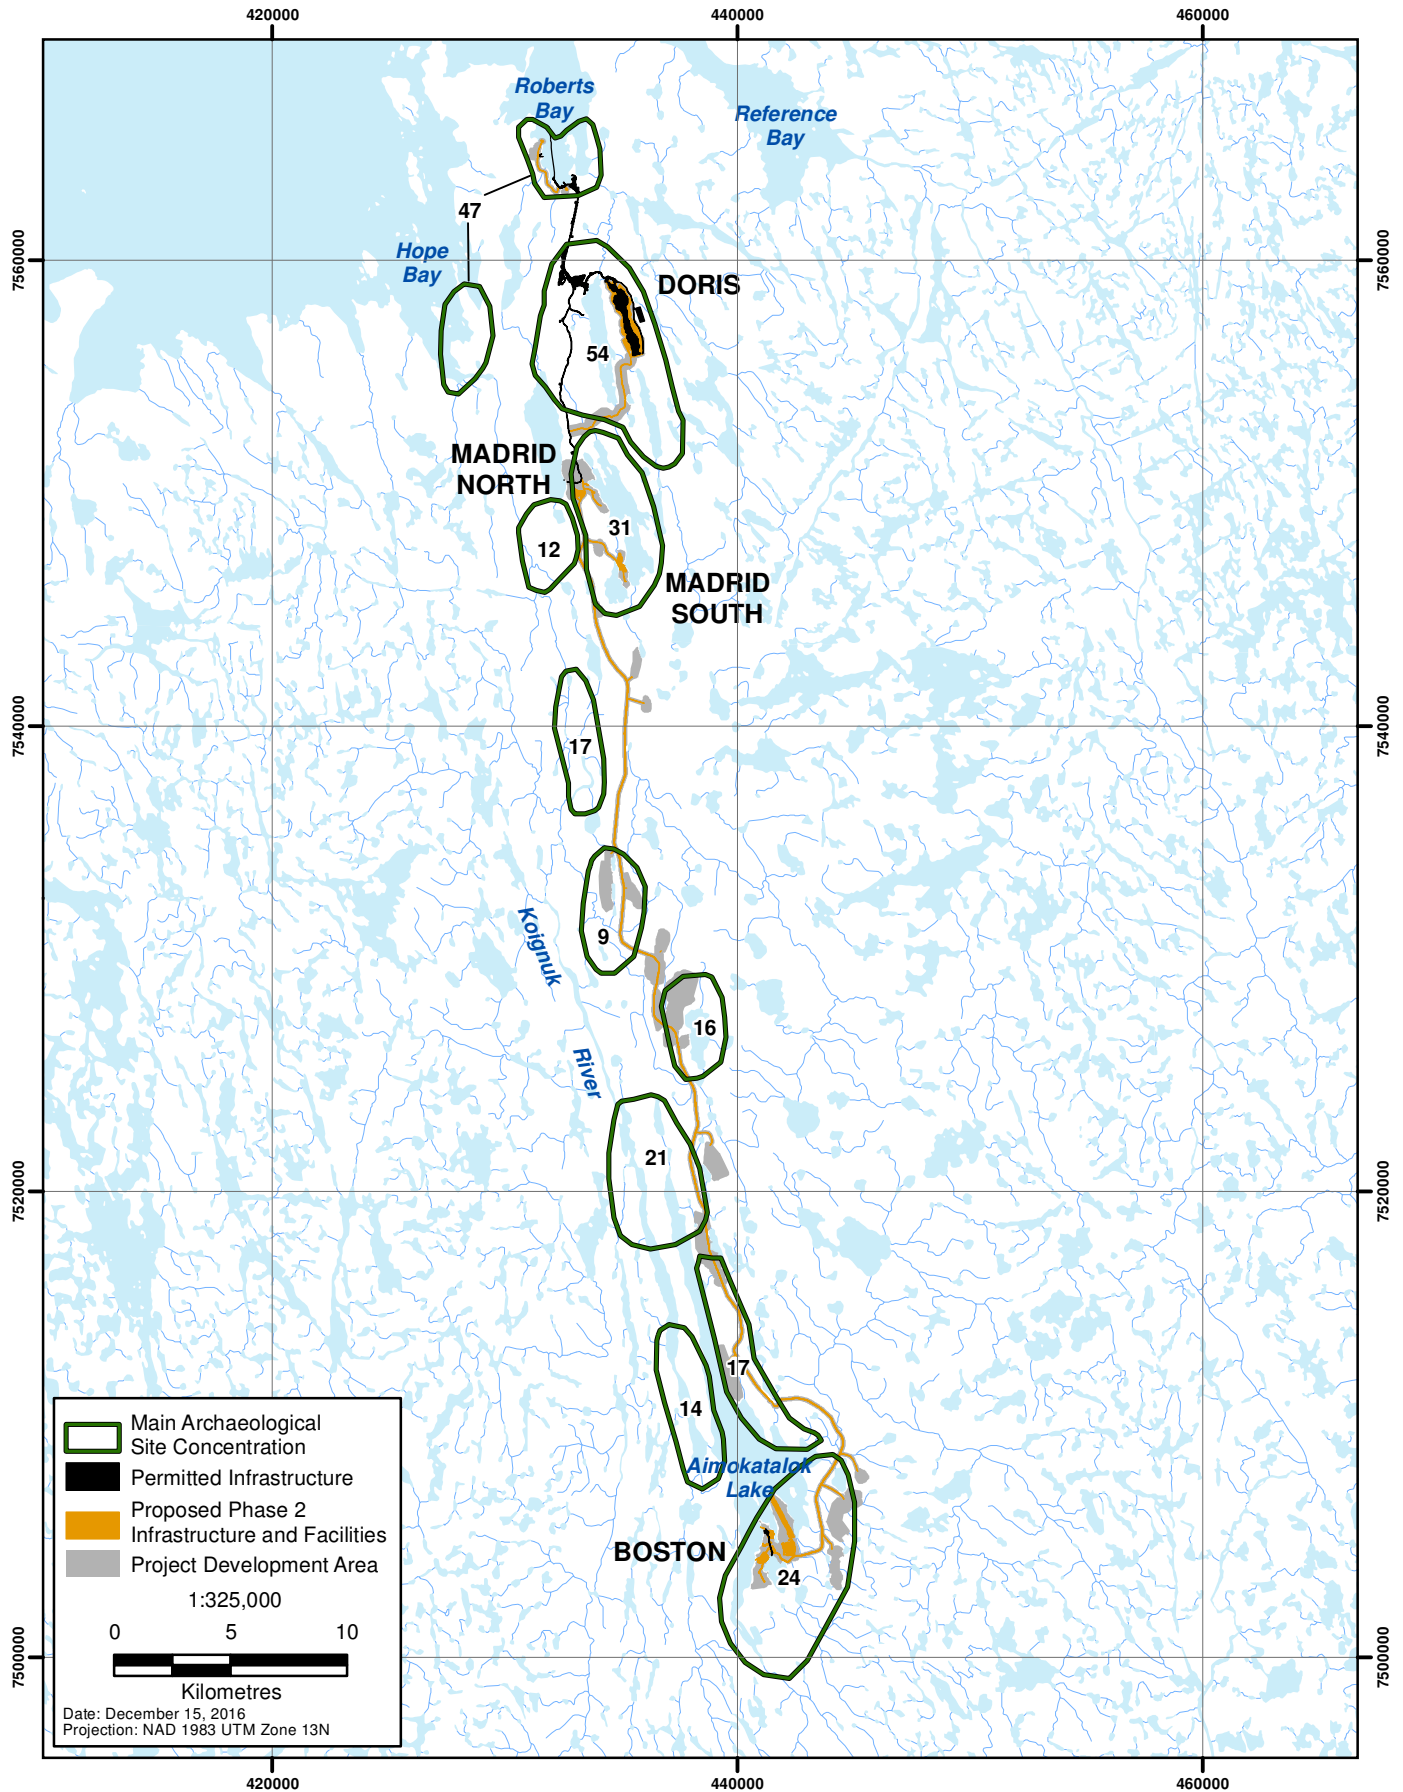 420000
440000
460000
Roberts
Bay
Reference
Bay
47
Hope
Bay
7560000
7560000
DORIS
54
MADRID
NORTH
31
12
MADRID
SOUTH
7540000
7540000
17
9
Koignuk
16
River
21
7520000
7520000
17
14
Aimokatalok
Lake
BOSTON
24
Main Archaeological
Site Concentration
Permitted Infrastructure
Proposed Phase 2
Infrastructure and Facilities
Project Development Area
1:325,000
0 5 10
Kilometres
Date: December 15, 2016
Projection: NAD 1983 UTM Zone 13N
7500000
7500000
420000
440000
460000